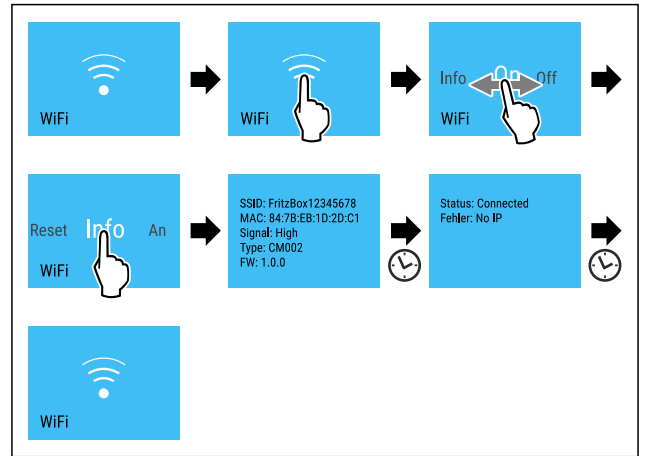 WiFi
WiFi
Info On Off
WiFi
Reset Info An
WiFi
SSID: FritzBox12345678
MAC: 84:7B:EB:1D:2D:C1
Signal: High
Type: CM002
FW: 1.0.0
Status: Connected
Fehler: No IP
WiFi